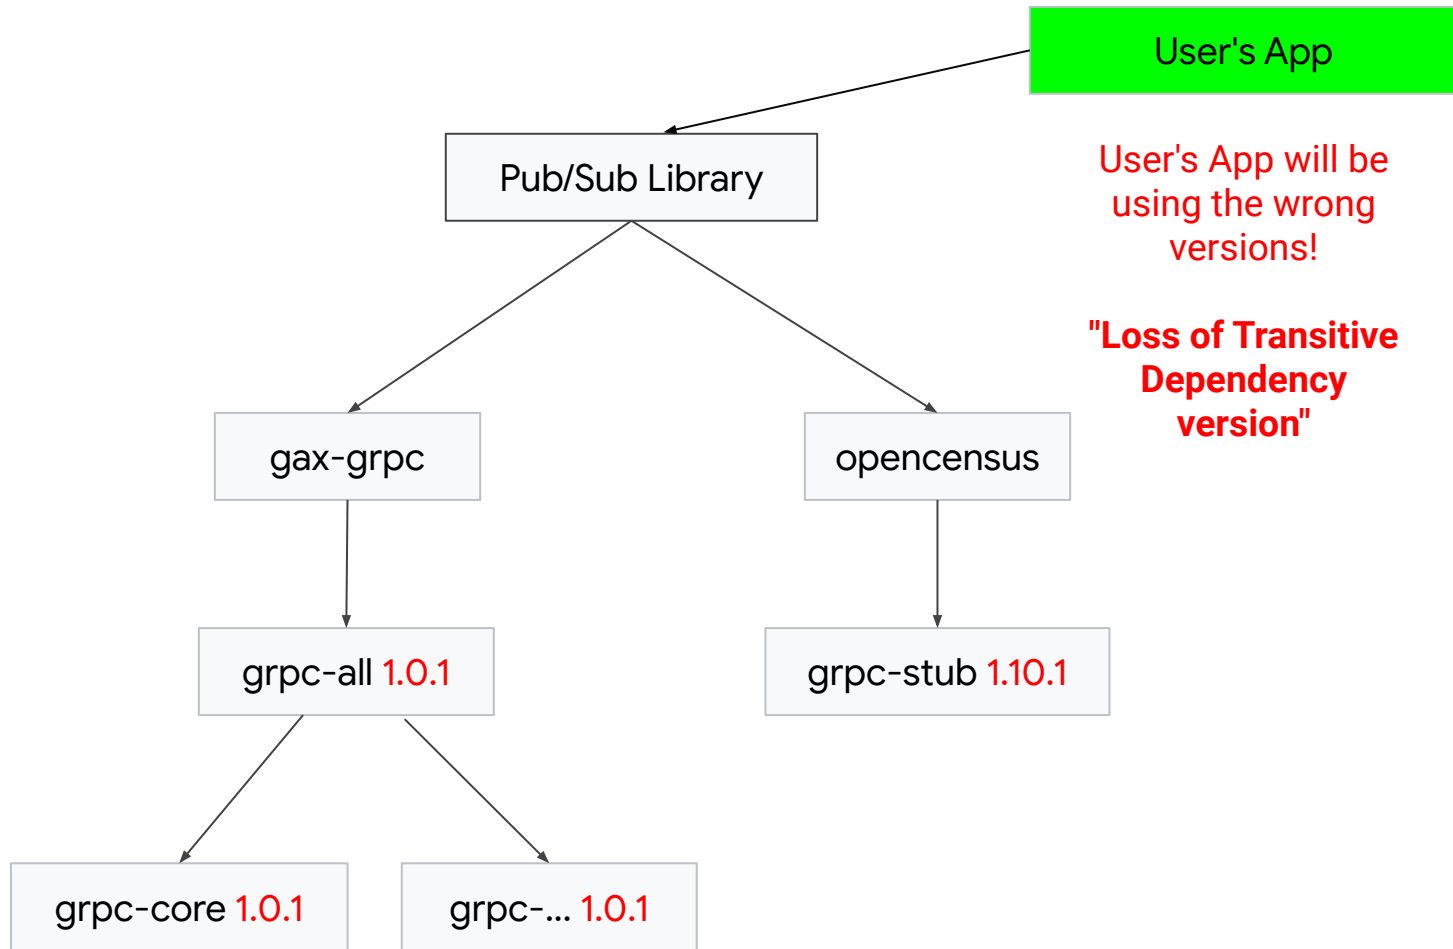 User's App
Pub/Sub Library
User's App will be
using the wrong
versions!
"Loss of Transitive
Dependency
version"
gax-grpc
opencensus
grpc-all 1.0.1
grpc-stub 1.10.1
grpc-core 1.0.1
grpc-... 1.0.1